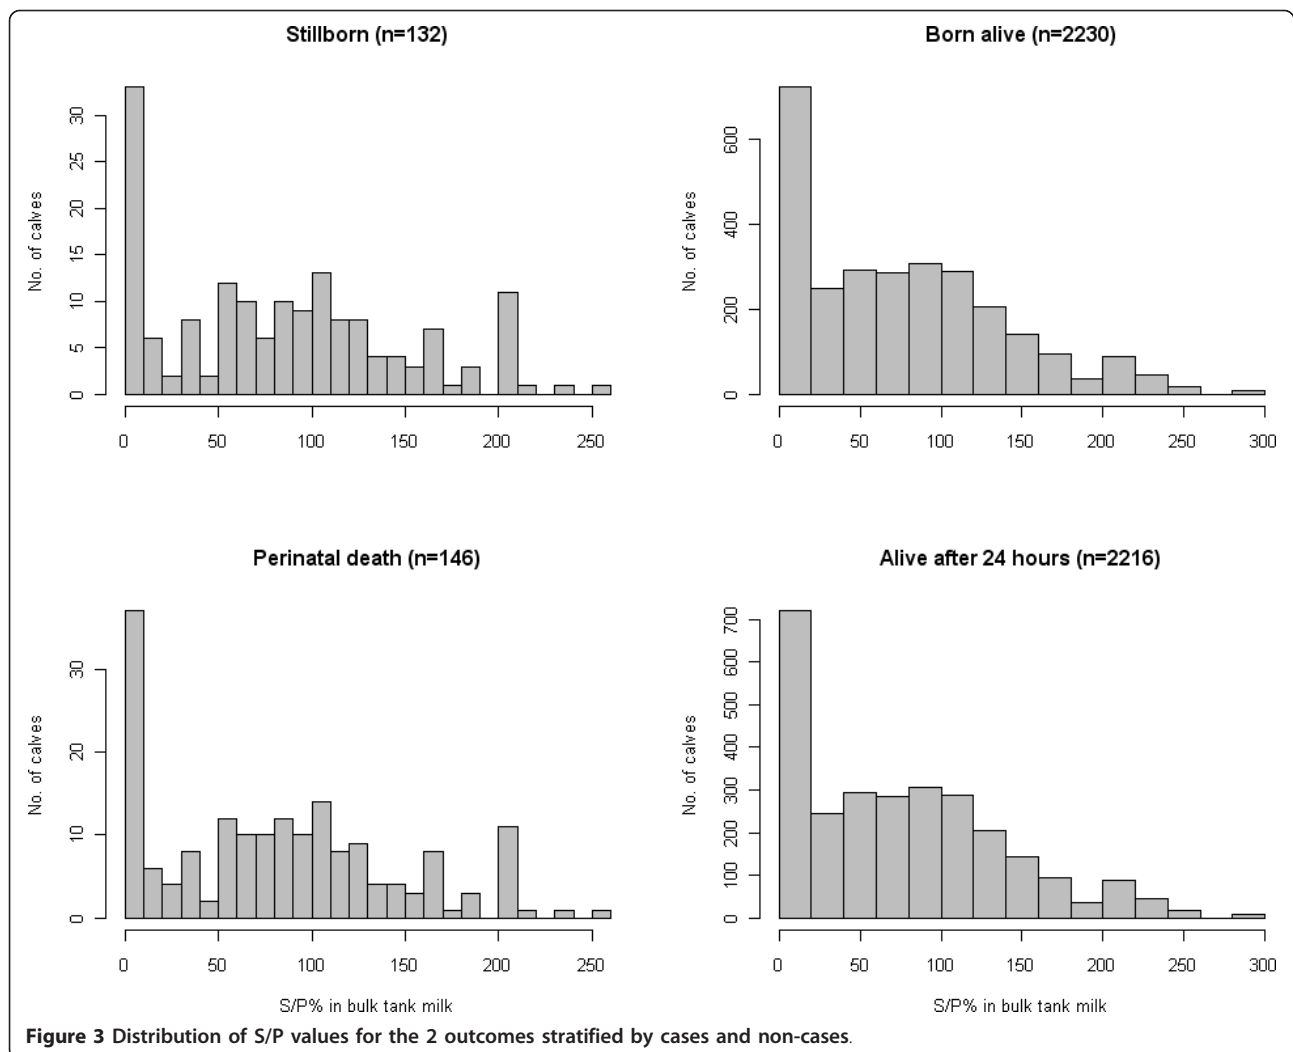 Stillborn (n=132)
No. of calves
0 5 10 15 20 25 30
0 50 100 150 200 250
Born alive (n=2230)
No. of calves
0 200 400 600
0 50 100 150 200 250 300
Perinatal death (n=146)
No. of calves
0 10 20 30
0 50 100 150 200 250
S/P% in bulk tank milk
Alive after 24 hours (n=2216)
No. of calves
0 100 200 300 400 500 600 700
0 50 100 150 200 250 300
S/P% in bulk tank milk
Figure 3 Distribution of S/P values for the 2 outcomes stratified by cases and non-cases.